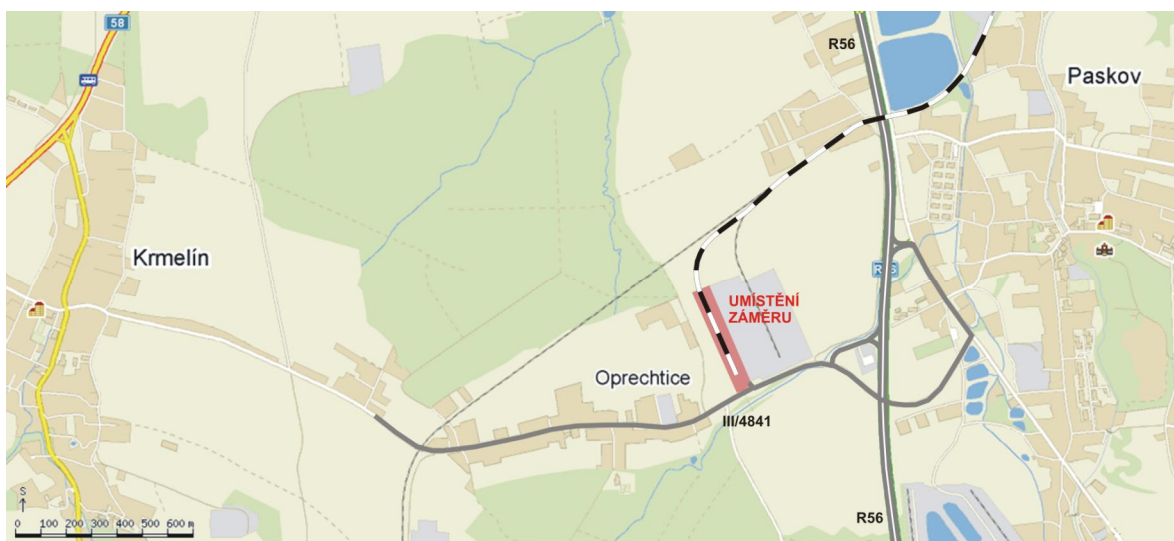 58
R56
Paskov
Krmelín
R56
UMÍSTĚNÍ
ZÁMĚRU
Oprechtice
III/4841
S
0 100 200 300 400 500 600 m
R56